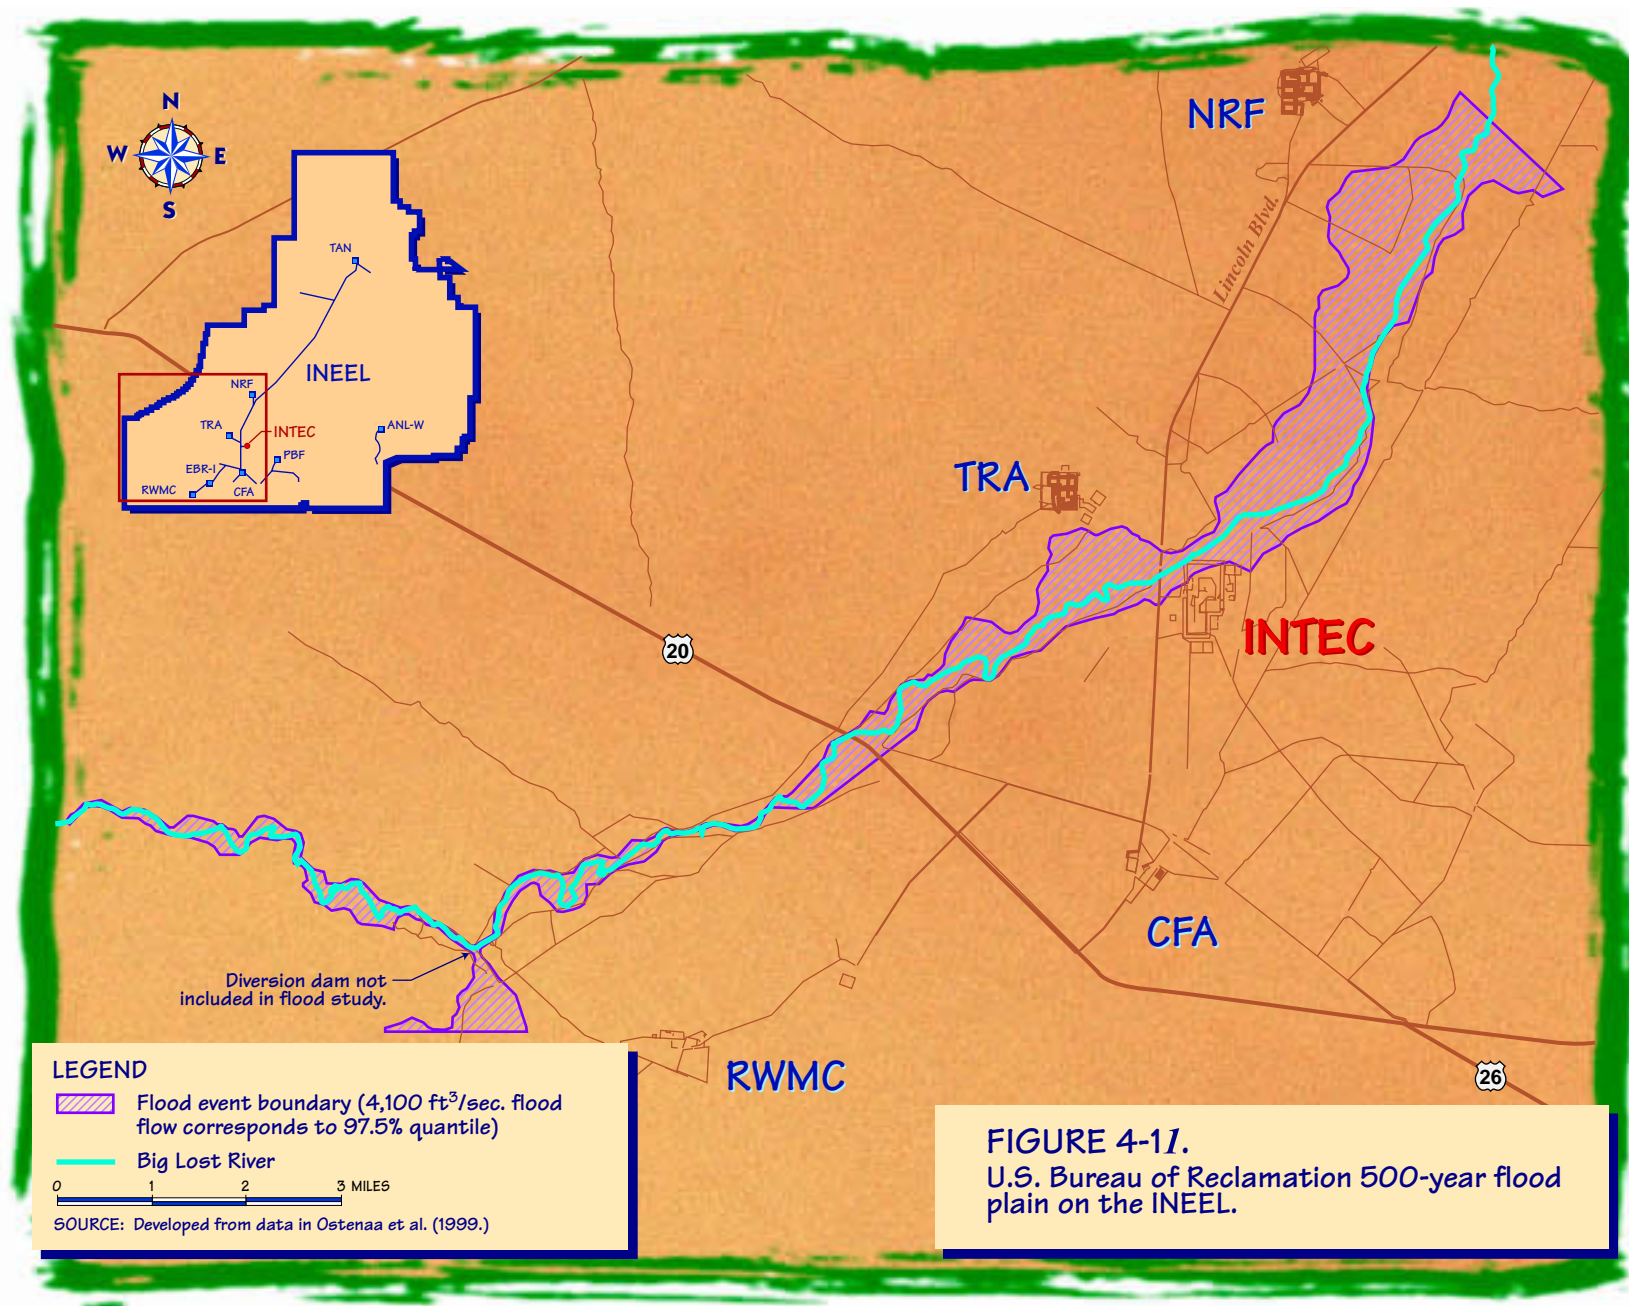 N
W E
S
NRF
Lincoln Blvd.
TAN
INEEL
NRF
TRA
INTEC
ANL-W
PBF
EBR-I
RWMC
CFA
TRA
INTEC
20
CFA
Diversion dam not
included in flood study.
RWMC
26
LEGEND
Flood event boundary (4,100 ft³/sec. flood
flow corresponds to 97.5% quantile)
Big Lost River
0 1 2 3 MILES
SOURCE: Developed from data in Ostenaa et al. (1999.)
FIGURE 4-11.
U.S. Bureau of Reclamation 500-year flood
plain on the INEEL.